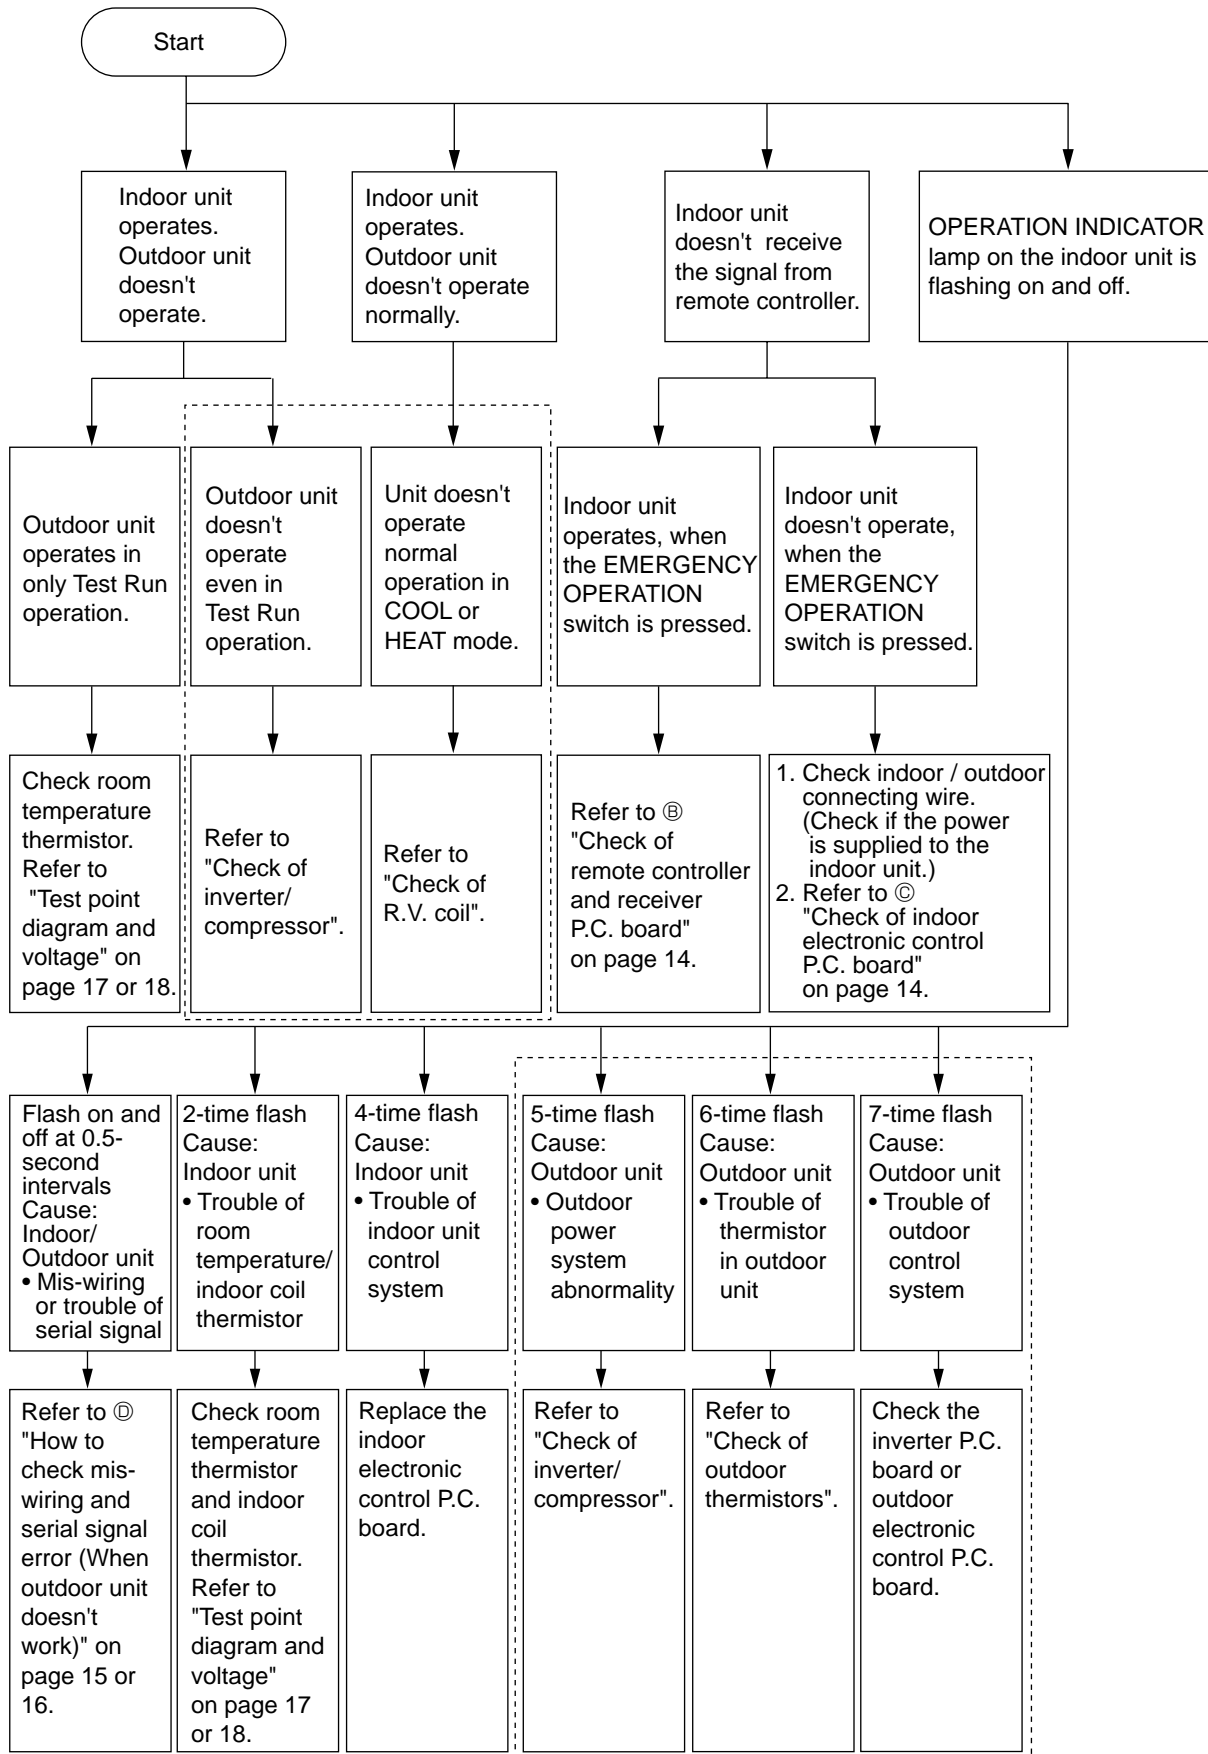 Start
Indoor unit
operates.
Outdoor unit
doesn't
operate.
Indoor unit
operates.
Outdoor unit
doesn't operate
normally.
Indoor unit
doesn't receive
the signal from
remote controller.
OPERATION INDICATOR
lamp on the indoor unit is
flashing on and off.
Outdoor unit
operates in
only Test Run
operation.
Outdoor unit
doesn't
operate
even in
Test Run
operation.
Unit doesn't
operate
normal
operation in
COOL or
HEAT mode.
Indoor unit
operates, when
the EMERGENCY
OPERATION
switch is pressed.
Indoor unit
doesn't operate,
when the
EMERGENCY
OPERATION
switch is pressed.
Check room
temperature
thermistor.
Refer to
"Test point
diagram and
voltage" on
page 17 or 18.
Refer to
"Check of
inverter/
compressor".
Refer to
"Check of
R.V. coil".
Refer to Ⓑ
"Check of
remote controller
and receiver
P.C. board"
on page 14.
1. Check indoor / outdoor
connecting wire.
(Check if the power
is supplied to the
indoor unit.)
2. Refer to Ⓒ
"Check of indoor
electronic control
P.C. board"
on page 14.
Flash on and
off at 0.5-
second
intervals
Cause:
Indoor/
Outdoor unit
• Mis-wiring
or trouble of
serial signal
2-time flash
Cause:
Indoor unit
• Trouble of
room
temperature/
indoor coil
thermistor
4-time flash
Cause:
Indoor unit
• Trouble of
indoor unit
control
system
5-time flash
Cause:
Outdoor unit
• Outdoor
power
system
abnormality
6-time flash
Cause:
Outdoor unit
• Trouble of
thermistor
in outdoor
unit
7-time flash
Cause:
Outdoor unit
• Trouble of
outdoor
control
system
Refer to Ⓓ
"How to
check mis-
wiring and
serial signal
error (When
outdoor unit
doesn't
work)" on
page 15 or
16.
Check room
temperature
thermistor
and indoor
coil
thermistor.
Refer to
"Test point
diagram and
voltage"
on page 17
or 18.
Replace the
indoor
electronic
control P.C.
board.
Refer to
"Check of
inverter/
compressor".
Refer to
"Check of
outdoor
thermistors".
Check the
inverter P.C.
board or
outdoor
electronic
control P.C.
board.